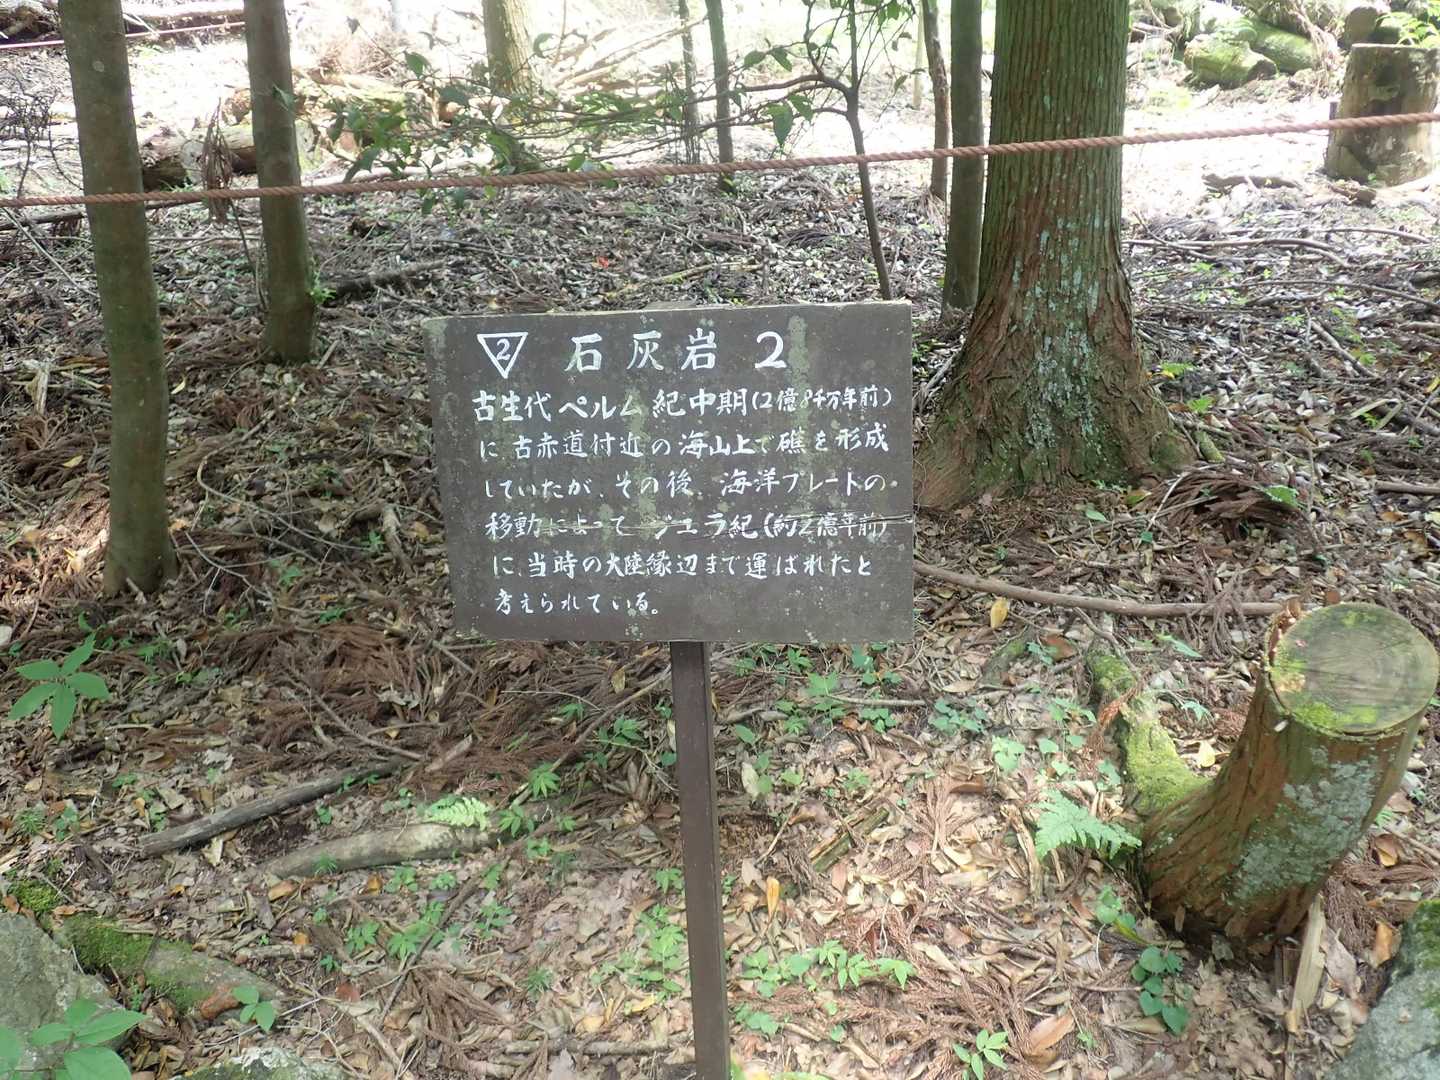 2 石灰岩 2
古生代ペルム紀中期(2億8千万年前)
に、古赤道付近の海山上で礁を形成
していたが、その後、海洋プレートの
移動によってジュラ紀(約2億年前)
に、当時の大陸縁辺まで運ばれたと
考えられている。